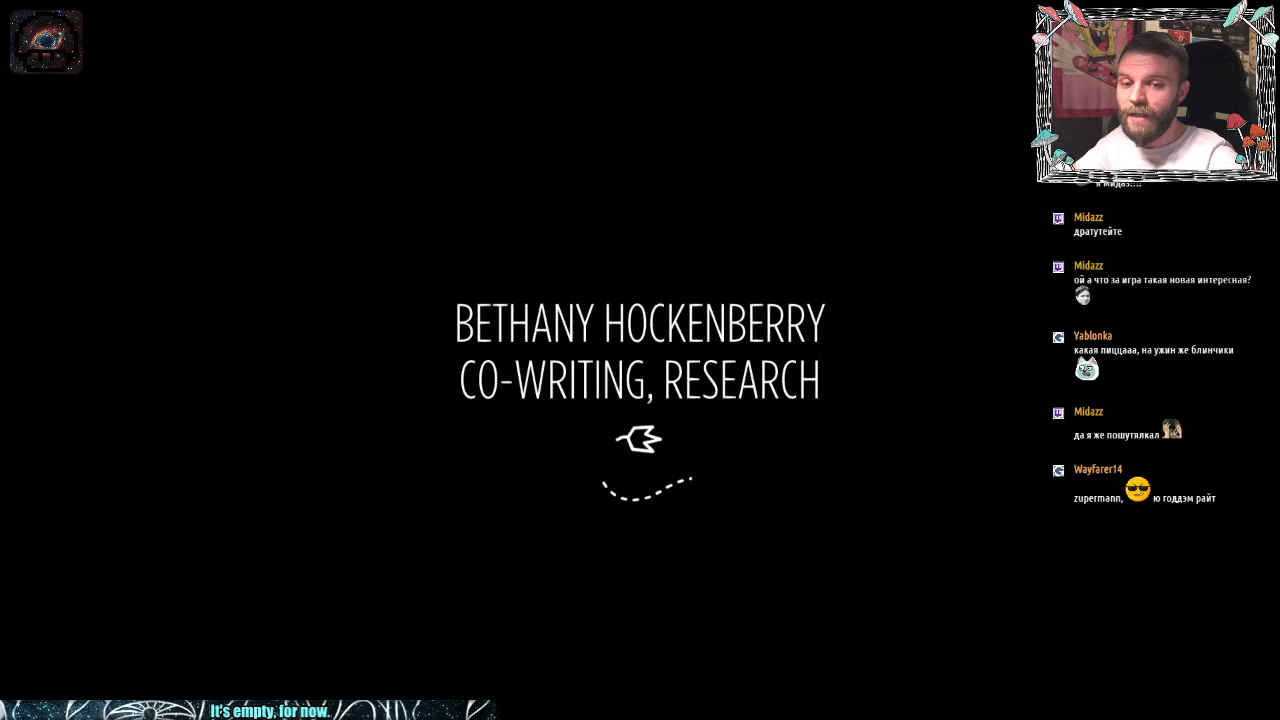 BETHANY HOCKENBERRY
CO-WRITING, RESEARCH
Midazz
дратутейте
Midazz
ой а что за игра такая новая интересная?
Yablonka
какая пиццааа, на ужин же блинчики
Midazz
да я же пошутялкал
Wayfarer14
zupermann, ю годдэм райт
It's empty, for now.